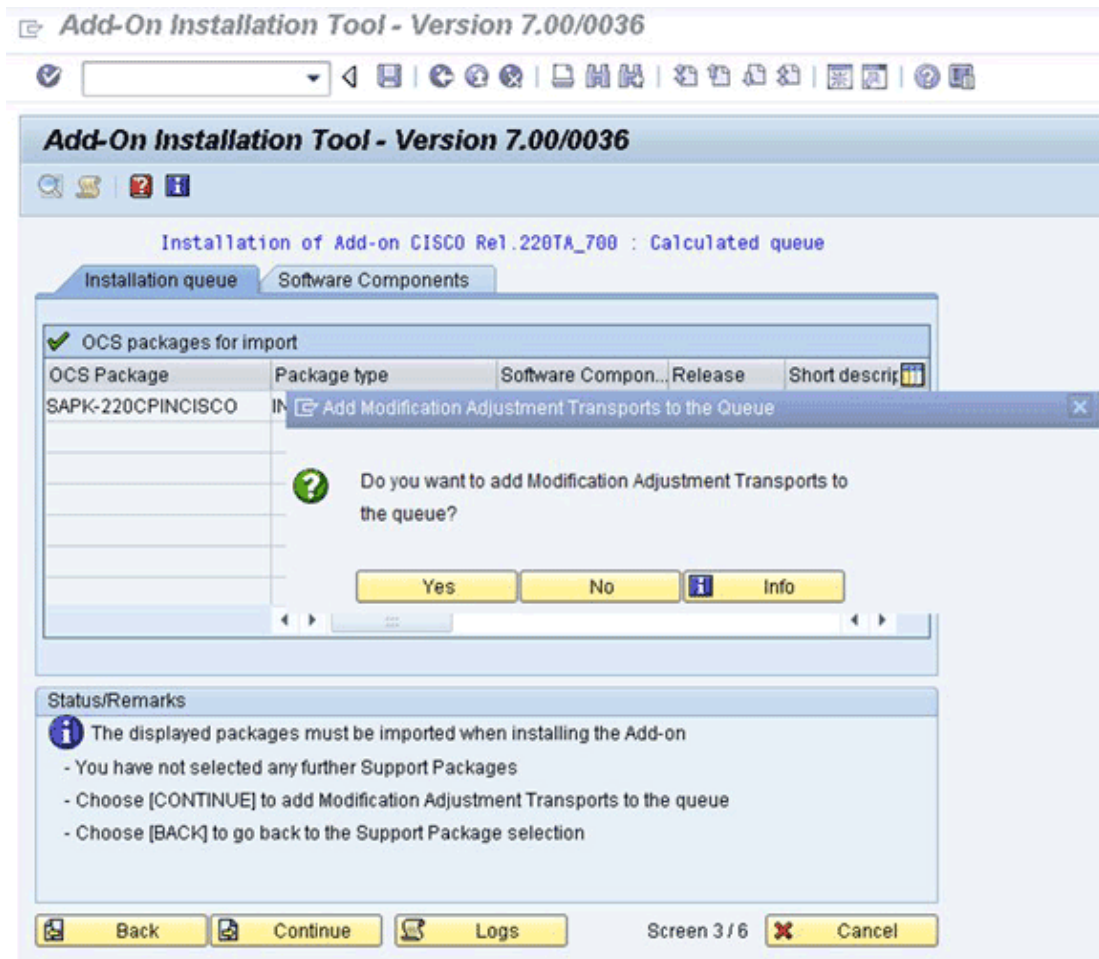 Add-On Installation Tool - Version 7.00/0036
Add-On Installation Tool - Version 7.00/0036
Installation of Add-on CISCO Rel.220TA_700 : Calculated queue
Installation queue Software Components
OCS packages for import
OCS Package Package type Software Compon... Release Short descrip
SAPK-220CPINCISCO IN
Add Modification Adjustment Transports to the Queue
Do you want to add Modification Adjustment Transports to
the queue?
Yes No Info
Status/Remarks
The displayed packages must be imported when installing the Add-on
- You have not selected any further Support Packages
- Choose [CONTINUE] to add Modification Adjustment Transports to the queue
- Choose [BACK] to go back to the Support Package selection
Back Continue Logs Screen 3 / 6 Cancel